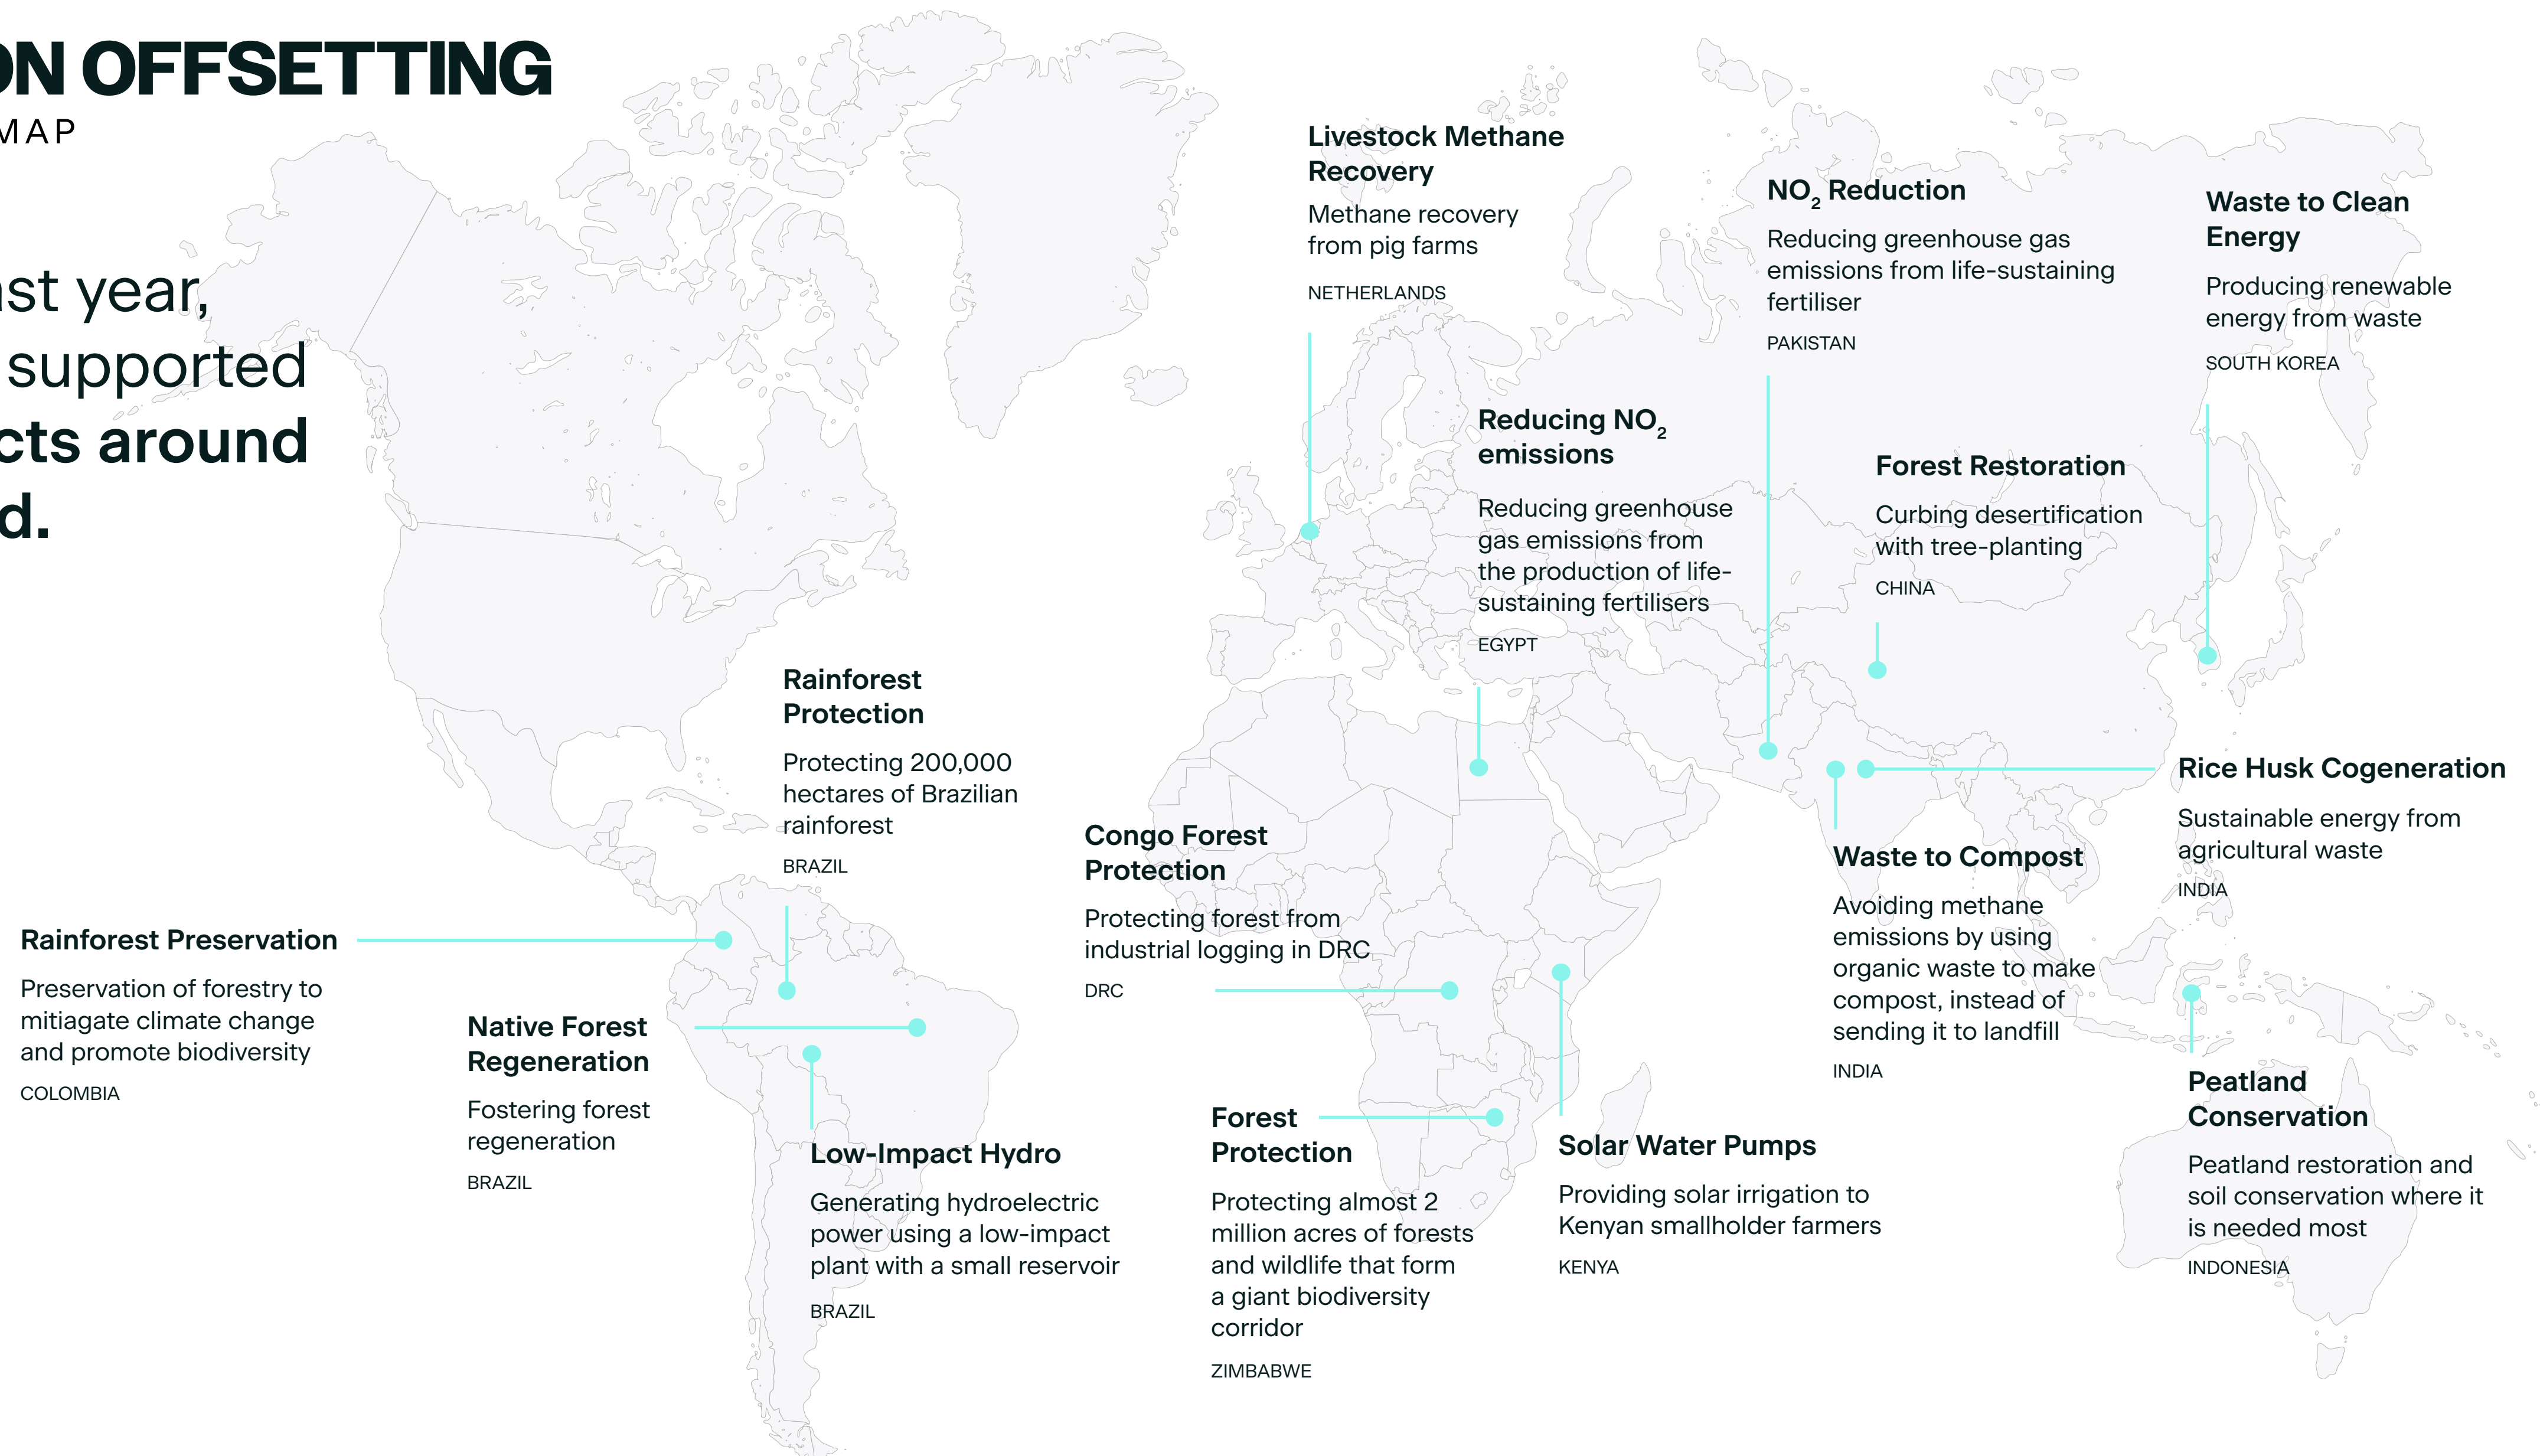 ON OFFSETTING
MAP
ast year,
supported
cts around
d.
Livestock Methane
Recovery
Methane recovery
from pig farms
NETHERLANDS
NO₂ Reduction
Reducing greenhouse gas
emissions from life-sustaining
fertiliser
PAKISTAN
Waste to Clean
Energy
Producing renewable
energy from waste
SOUTH KOREA
Reducing NO₂
emissions
Reducing greenhouse
gas emissions from
the production of life-
sustaining fertilisers
EGYPT
Forest Restoration
Curbing desertification
with tree-planting
CHINA
Rainforest
Protection
Protecting 200,000
hectares of Brazilian
rainforest
BRAZIL
Congo Forest
Protection
Protecting forest from
industrial logging in DRC
DRC
Rice Husk Cogeneration
Sustainable energy from
agricultural waste
INDIA
Waste to Compost
Avoiding methane
emissions by using
organic waste to make
compost, instead of
sending it to landfill
INDIA
Rainforest Preservation
Preservation of forestry to
mitiagate climate change
and promote biodiversity
COLOMBIA
Native Forest
Regeneration
Fostering forest
regeneration
BRAZIL
Low-Impact Hydro
Generating hydroelectric
power using a low-impact
plant with a small reservoir
BRAZIL
Forest
Protection
Protecting almost 2
million acres of forests
and wildlife that form
a giant biodiversity
corridor
ZIMBABWE
Solar Water Pumps
Providing solar irrigation to
Kenyan smallholder farmers
KENYA
Peatland
Conservation
Peatland restoration and
soil conservation where it
is needed most
INDONESIA